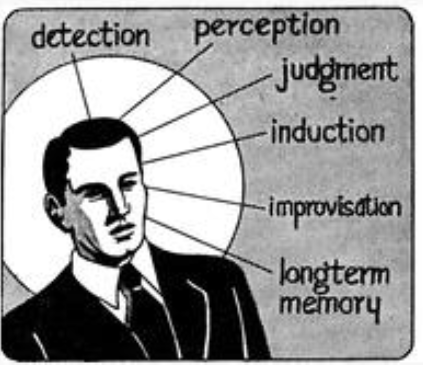 detection
perception
judgment
induction
improvisation
longterm
memory